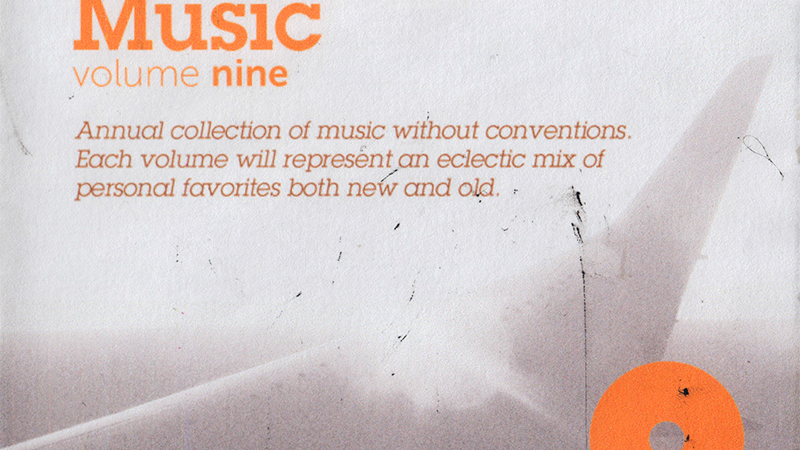 Music
volume nine
Annual collection of music without conventions.
Each volume will represent an eclectic mix of
personal favorites both new and old.